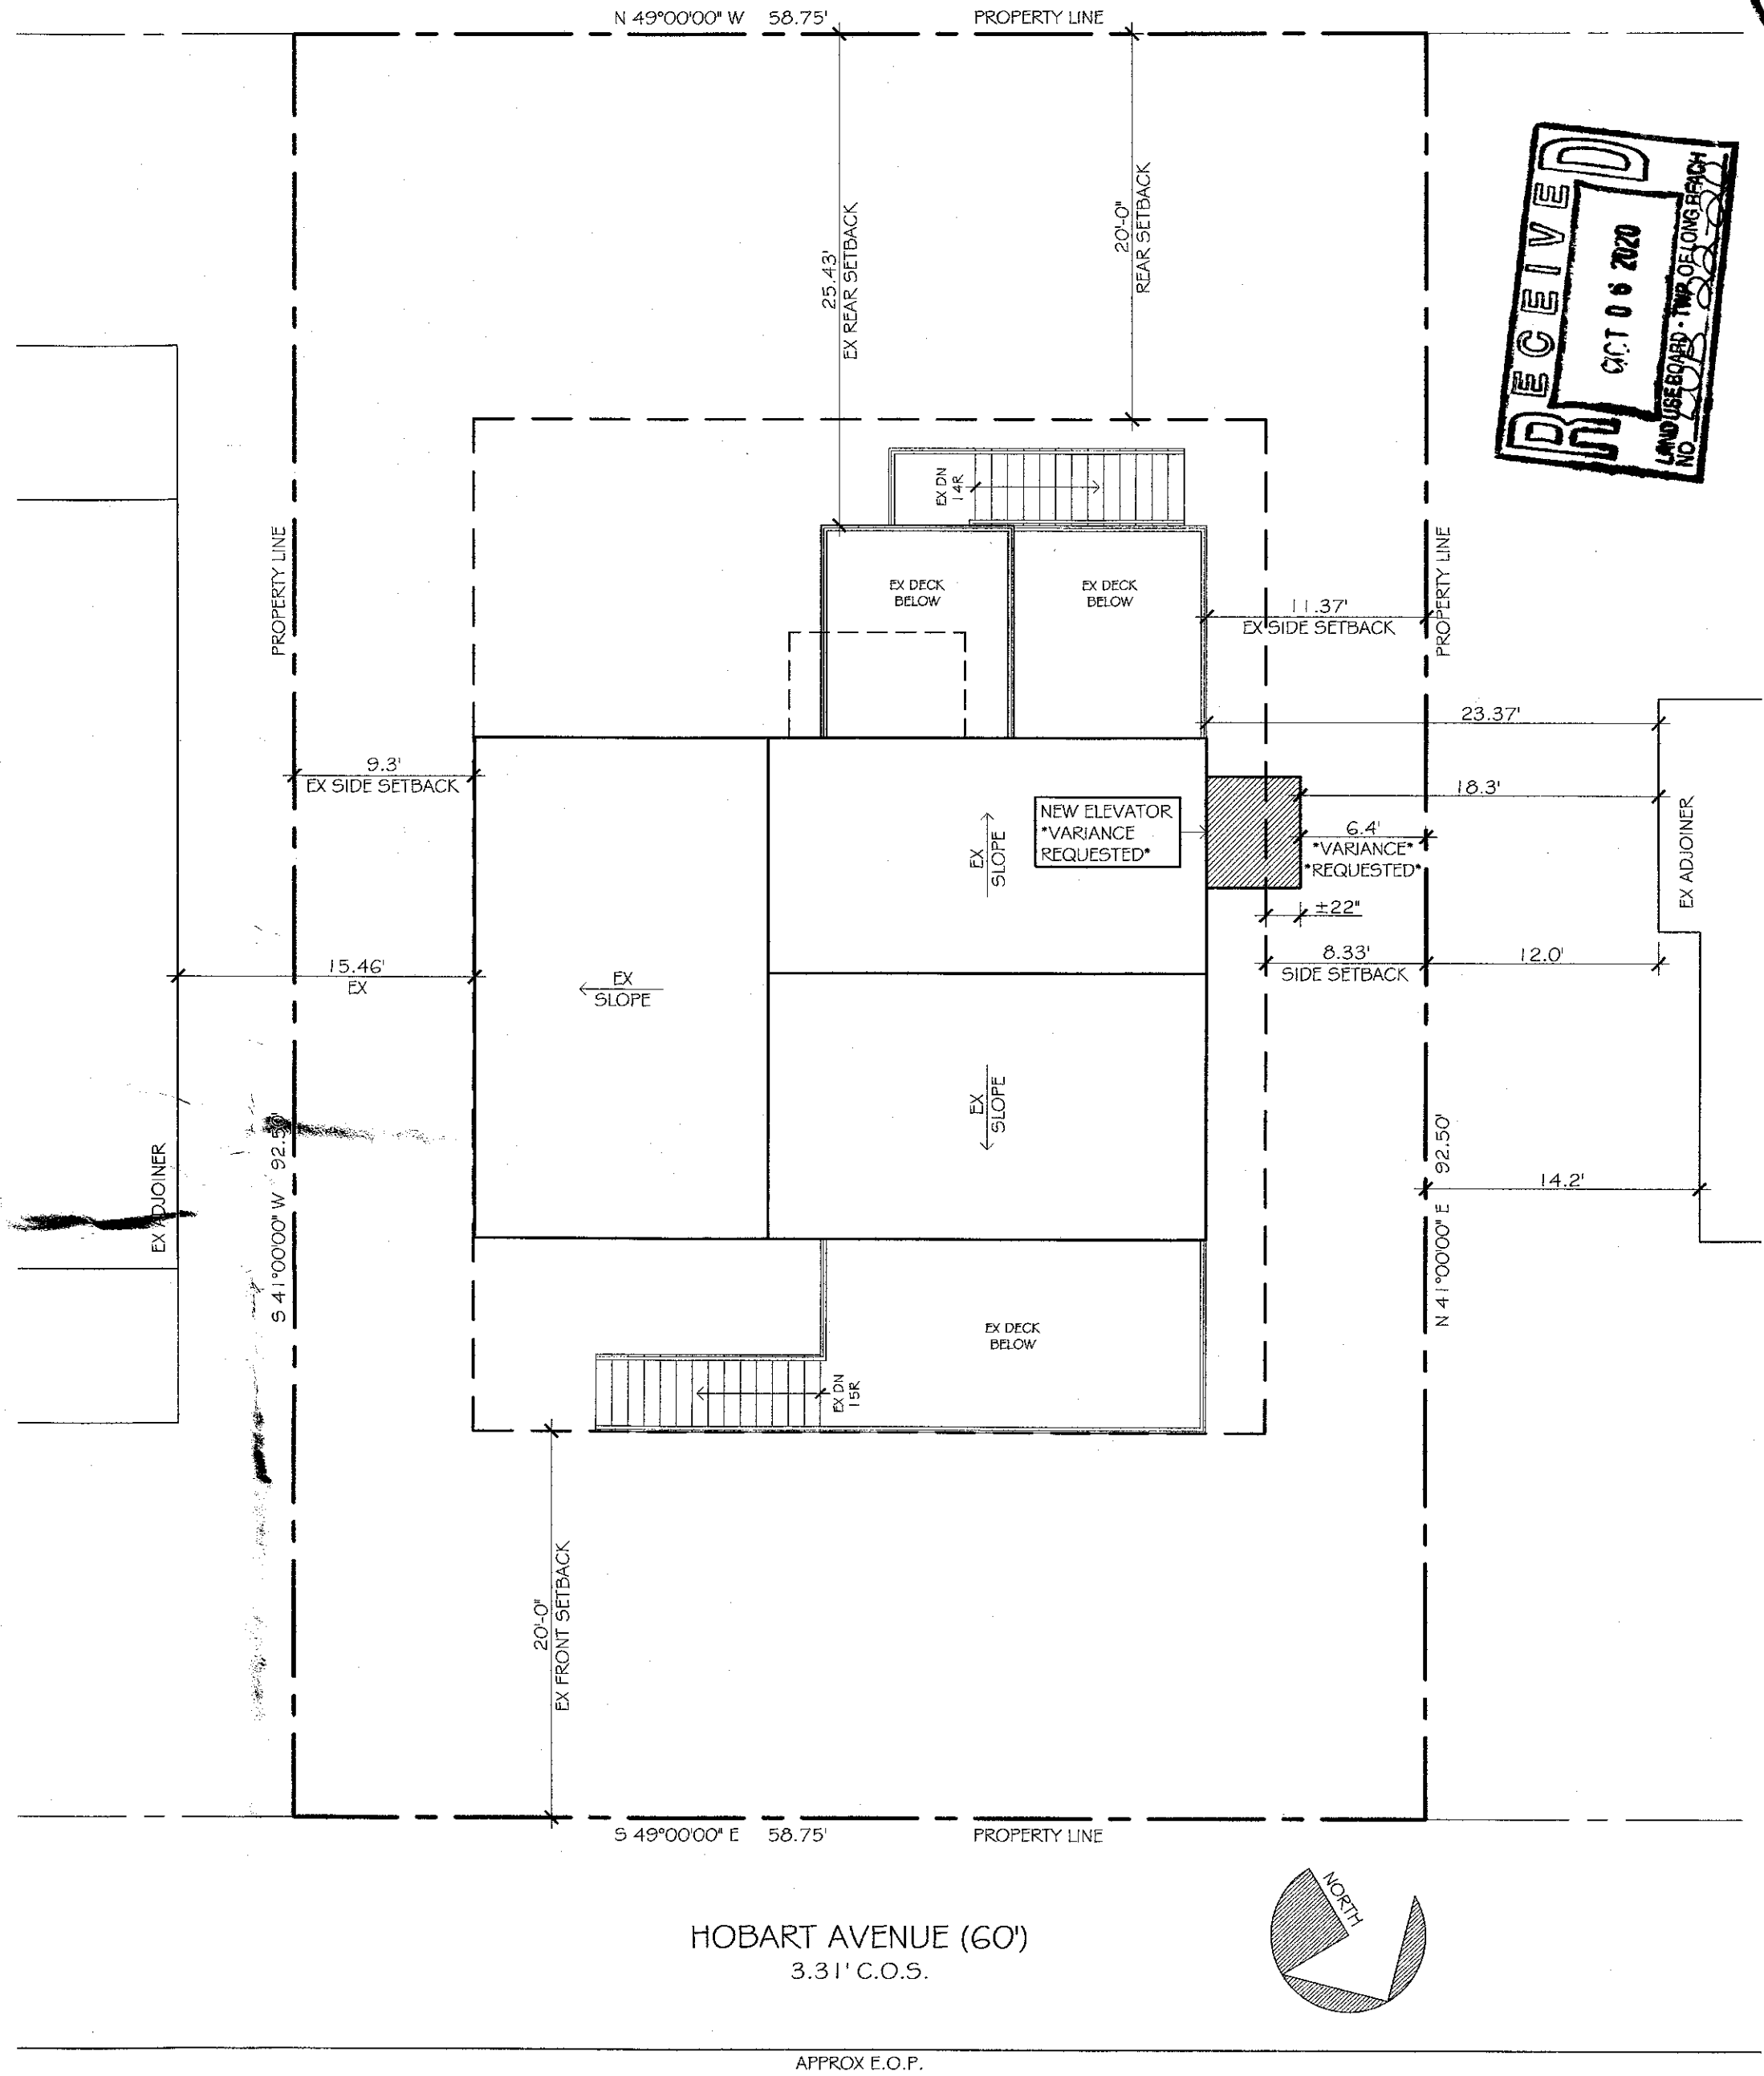 N 49°00'00" W 58.75' PROPERTY LINE
RECEIVED
OCT 06 2020
LAND USE BOARD - TWP. OF LONG BEACH
NO
25.43'
EX REAR SETBACK
20'-0"
REAR SETBACK
EX DN
14R
PROPERTY LINE
EX DECK
BELOW
EX DECK
BELOW
11.37'
EX SIDE SETBACK
PROPERTY LINE
23.37'
9.3'
EX SIDE SETBACK
NEW ELEVATOR
*VARIANCE
REQUESTED*
EX
SLOPE
18.3'
6.4'
*VARIANCE*
*REQUESTED*
EX ADJOINER
±22"
15.46'
EX
EX
SLOPE
8.33'
SIDE SETBACK
12.0'
EX
SLOPE
EX ADJOINER
S 41°00'00" W 92.50'
N 41°00'00" E 92.50'
14.2'
EX DECK
BELOW
EX DN
15R
20'-0"
EX FRONT SETBACK
S 49°00'00" E 58.75' PROPERTY LINE
NORTH
HOBART AVENUE (60')
3.31' C.O.S.
APPROX E.O.P.